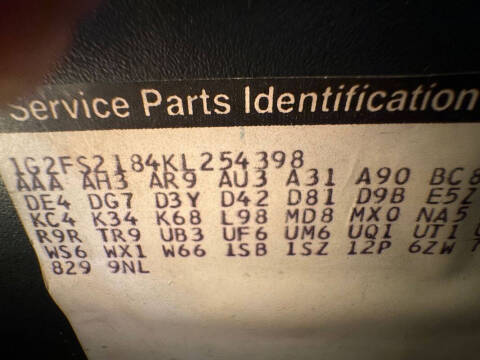 Service Parts Identification
1G2FS2184KL254398
AAA AH3 AR9 AU3 A31 A90 BC8
DE4 DG7 D3Y D42 D81 D9B E5Z
KC4 K34 K68 L98 MD8 MX0 NA5
R9R TR9 UB3 UF6 UM6 UQ1 UT1
WS6 WX1 W66 1SB 1SZ 12P 6ZW
829 9NL